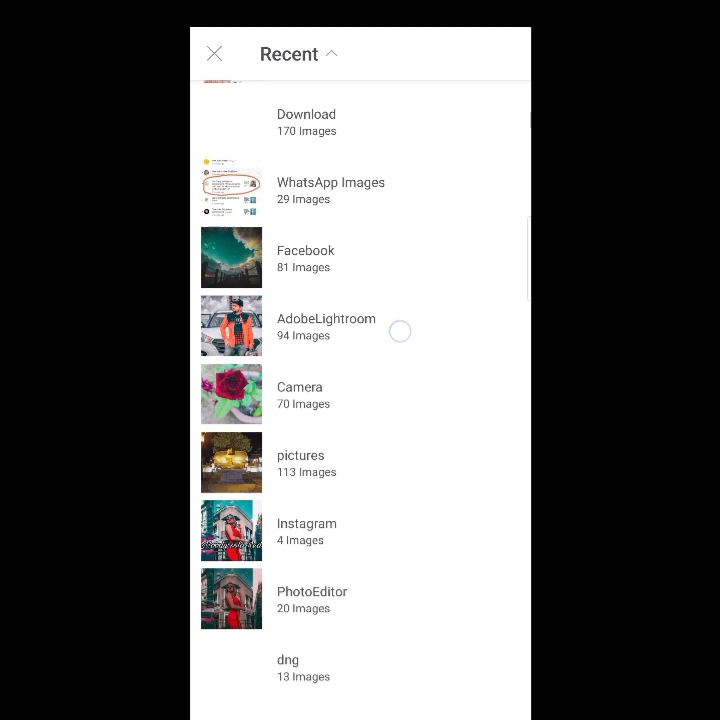 Recent
Download
170 Images
WhatsApp Images
29 Images
Facebook
81 Images
AdobeLightroom
94 Images
Camera
70 Images
pictures
113 Images
Instagram
4 Images
PhotoEditor
20 Images
dng
13 Images